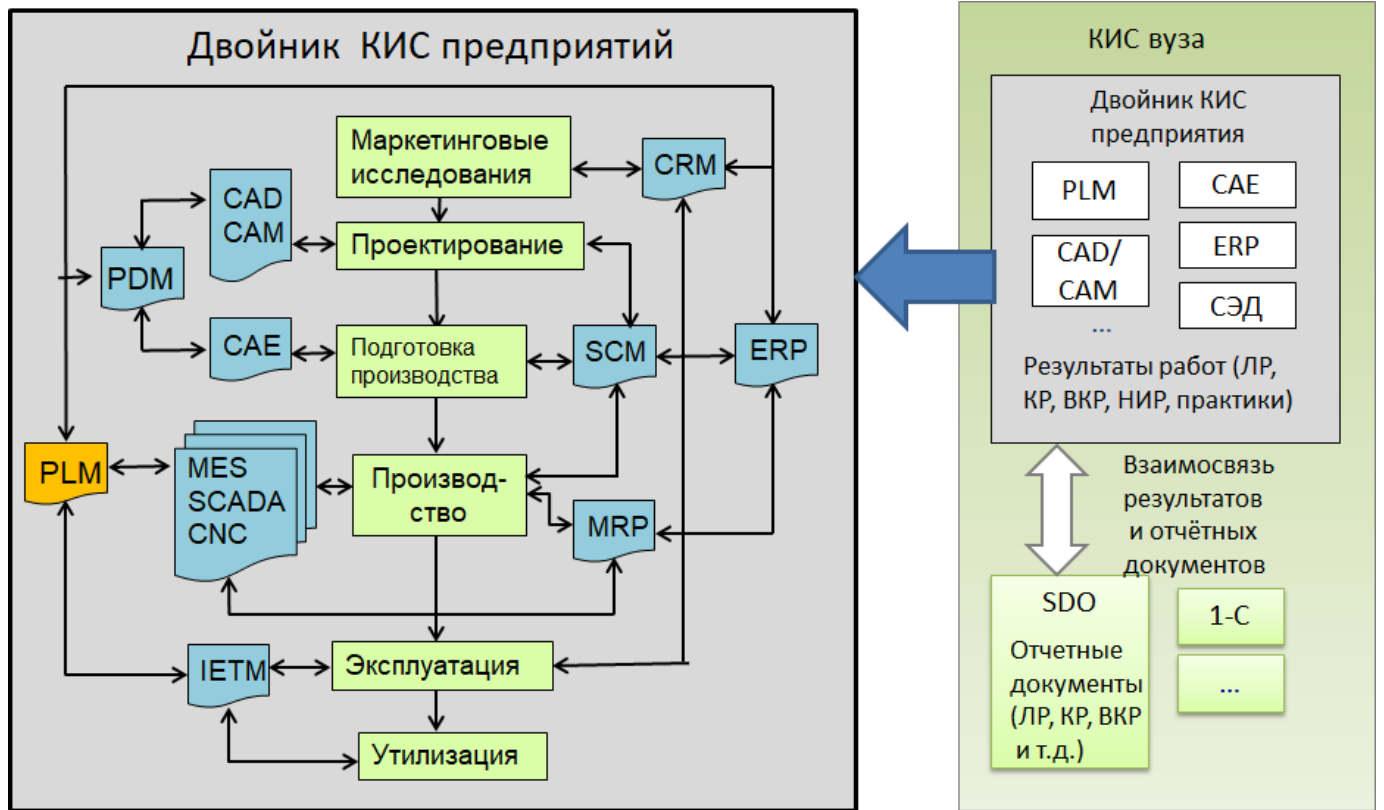 Двойник КИС предприятий
Маркетинговые
исследования
CRM
CAD
CAM
Проектирование
PDM
CAE
Подготовка
производства
SCM
ERP
PLM
MES
SCADA
CNC
Производ-
ство
MRP
IETM
Эксплуатация
Утилизация
КИС вуза
Двойник КИС
предприятия
PLM
CAE
CAD/
CAM
ERP
СЭД
...
Результаты работ (ЛР,
КР, ВКР, НИР, практики)
Взаимосвязь
результатов
и отчётных
документов
SDO
Отчетные
документы
(ЛР, КР, ВКР
и т.д.)
1-С
...